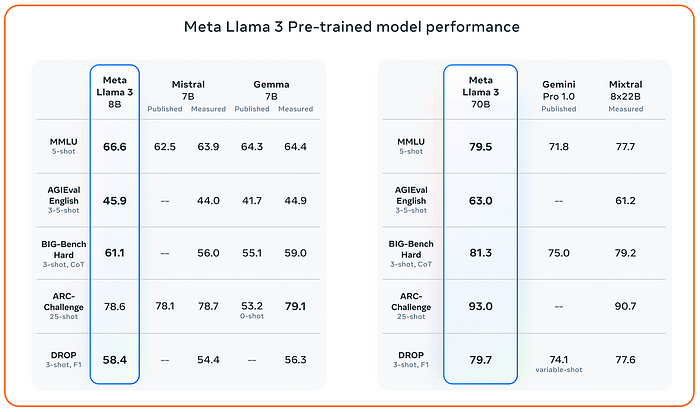 Meta Llama 3 Pre-trained model performance
Meta
Llama 3
8B
Mistral
7B
Published Measured
Gemma
7B
Published Measured
MMLU
5-shot
66.6 62.5 63.9 64.3 64.4
AGIEval
English
3-5-shot
45.9 -- 44.0 41.7 44.9
BIG-Bench
Hard
3-shot, CoT
61.1 -- 56.0 55.1 59.0
ARC-
Challenge
25-shot
78.6 78.1 78.7 53.2 79.1
0-shot
DROP
3-shot, F1
58.4 -- 54.4 -- 56.3
Meta
Llama 3
70B
Gemini
Pro 1.0
Published
Mixtral
8x22B
Measured
MMLU
5-shot
79.5 71.8 77.7
AGIEval
English
3-5-shot
63.0 -- 61.2
BIG-Bench
Hard
3-shot, CoT
81.3 75.0 79.2
ARC-
Challenge
25-shot
93.0 -- 90.7
DROP
3-shot, F1
79.7 74.1 77.6
variable-shot